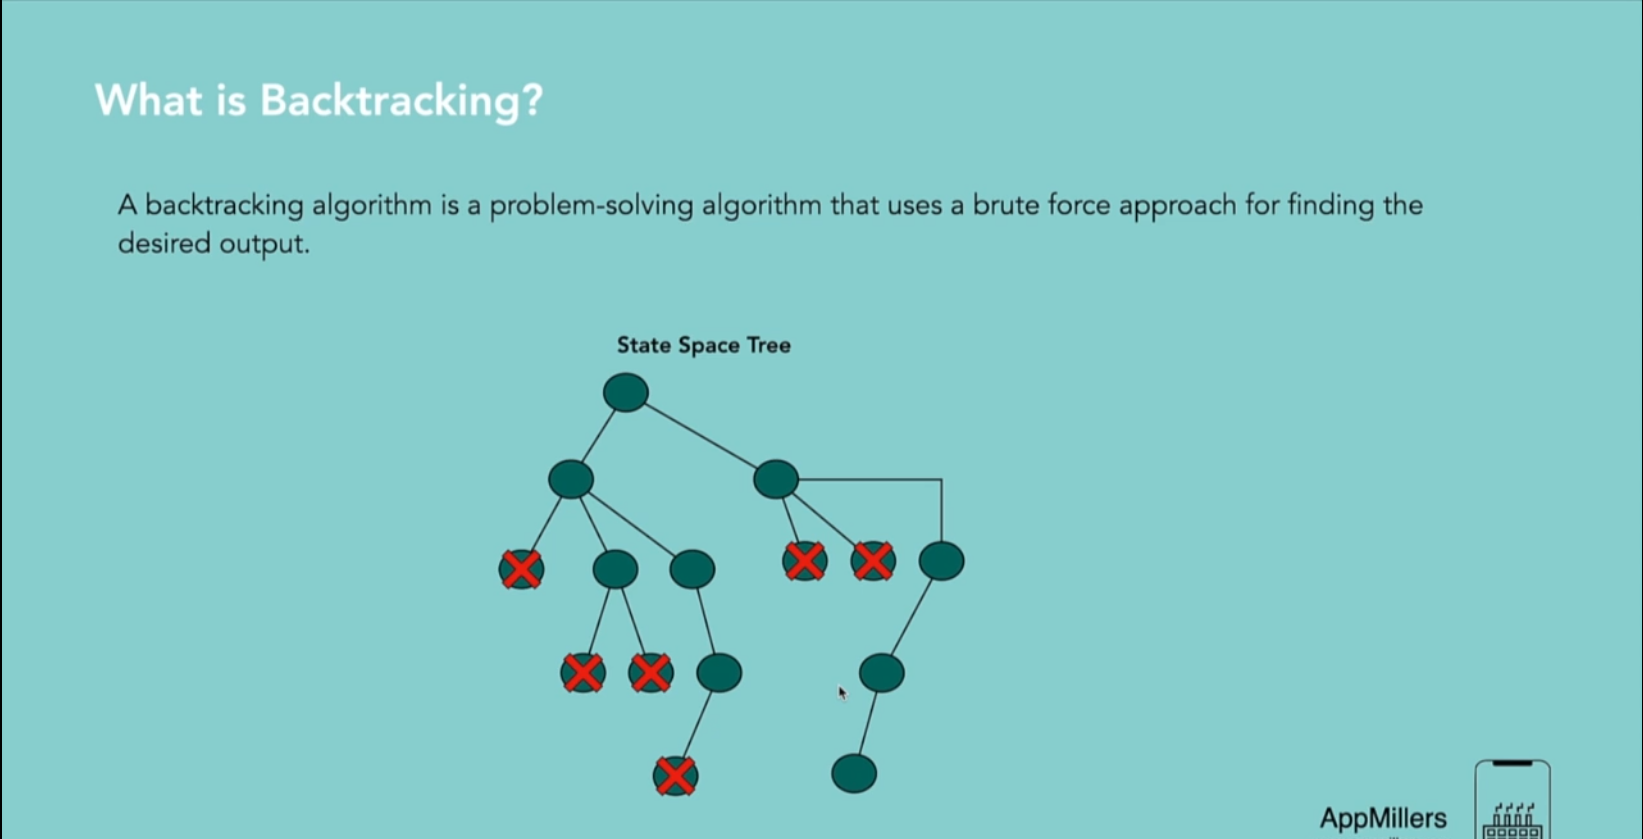 What is Backtracking?
A backtracking algorithm is a problem-solving algorithm that uses a brute force approach for finding the
desired output.
State Space Tree
AppMillers